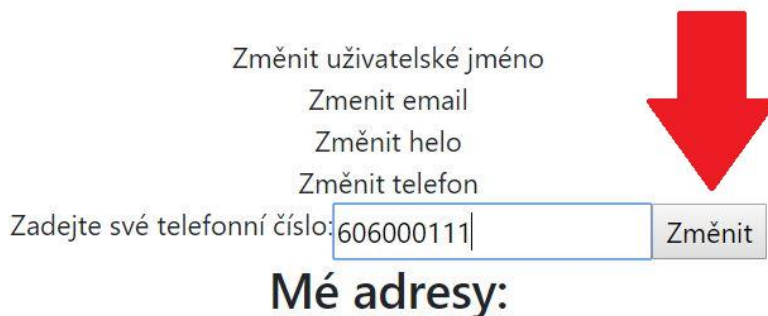 Změnit uživatelské jméno
Zmenit email
Změnit helo
Změnit telefon
Zadejte své telefonní číslo: 606000111 Změnit
Mé adresy: